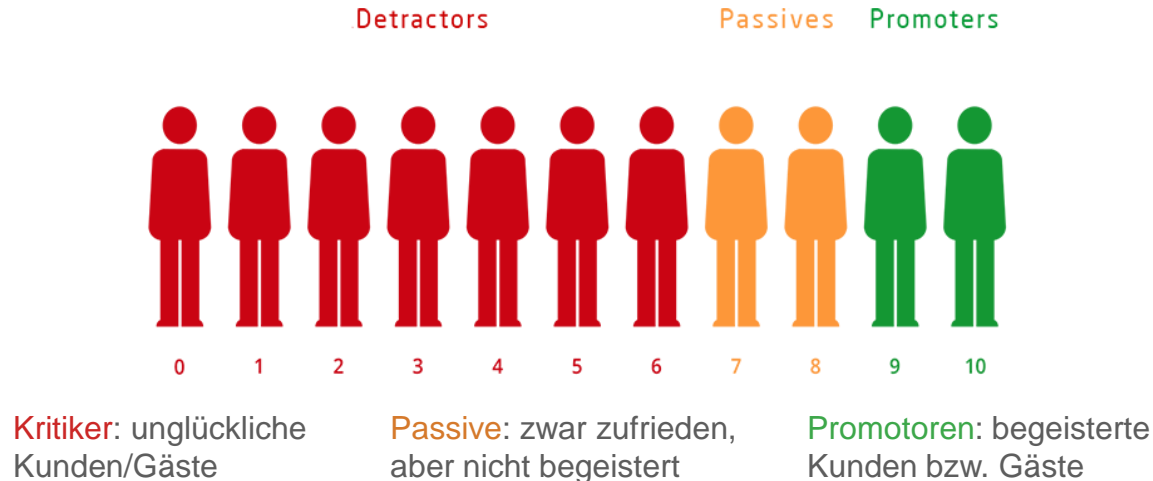 Detractors Passives Promoters
0 1 2 3 4 5 6 7 8 9 10
Kritiker: unglückliche
Kunden/Gäste
Passive: zwar zufrieden,
aber nicht begeistert
Promotoren: begeisterte
Kunden bzw. Gäste